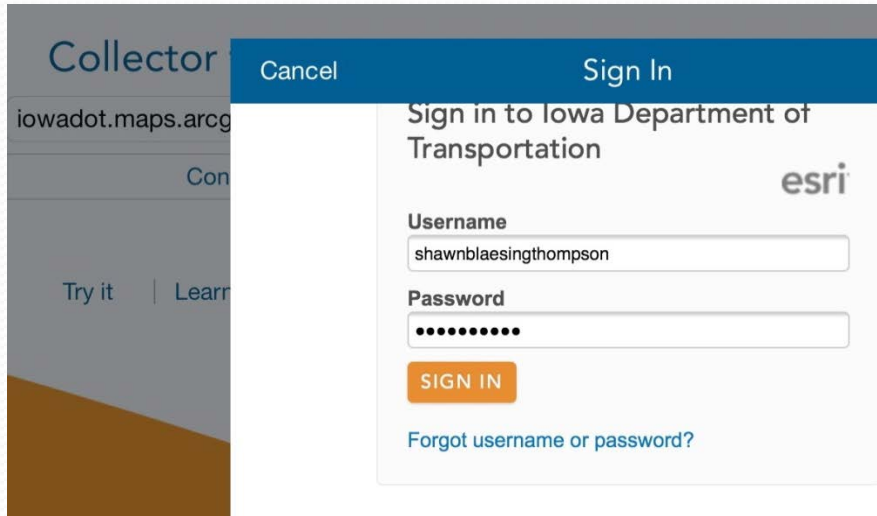 Collector
Cancel
Sign In
iowadot.maps.arcg
Sign in to Iowa Department of
Transportation
esri
Con
Username
shawnblaesingthompson
Try it | Learn
Password
••••••••••
SIGN IN
Forgot username or password?